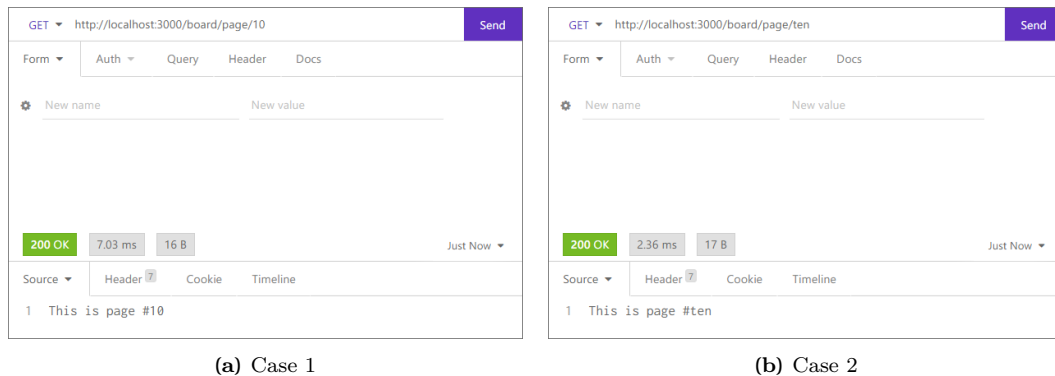 GET http://localhost:3000/board/page/10 Send
Form Auth Query Header Docs
New name New value
200 OK 7.03 ms 16 B Just Now
Source Header 7 Cookie Timeline
1 This is page #10
(a) Case 1
GET http://localhost:3000/board/page/ten Send
Form Auth Query Header Docs
New name New value
200 OK 2.36 ms 17 B Just Now
Source Header 7 Cookie Timeline
1 This is page #ten
(b) Case 2